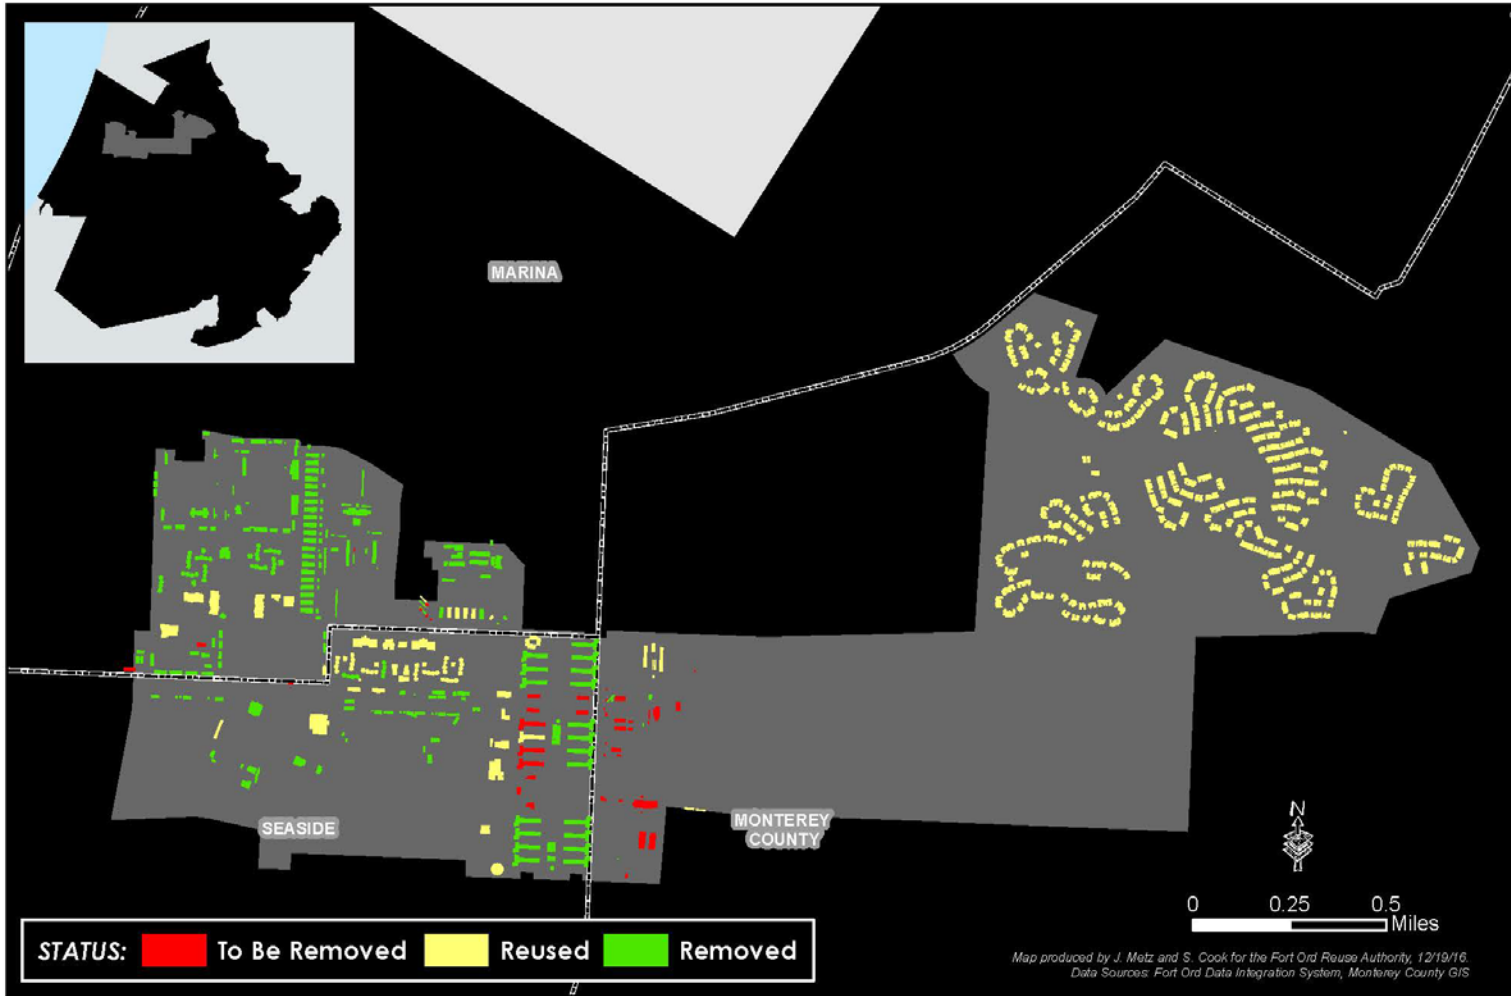 MARINA
SEASIDE
MONTEREY
COUNTY
N
0 0.25 0.5
Miles
STATUS: To Be Removed Reused Removed
Map produced by J. Metz and S. Cook for the Fort Ord Reuse Authority, 12/19/16.
Data Sources: Fort Ord Data Integration System, Monterey County GIS